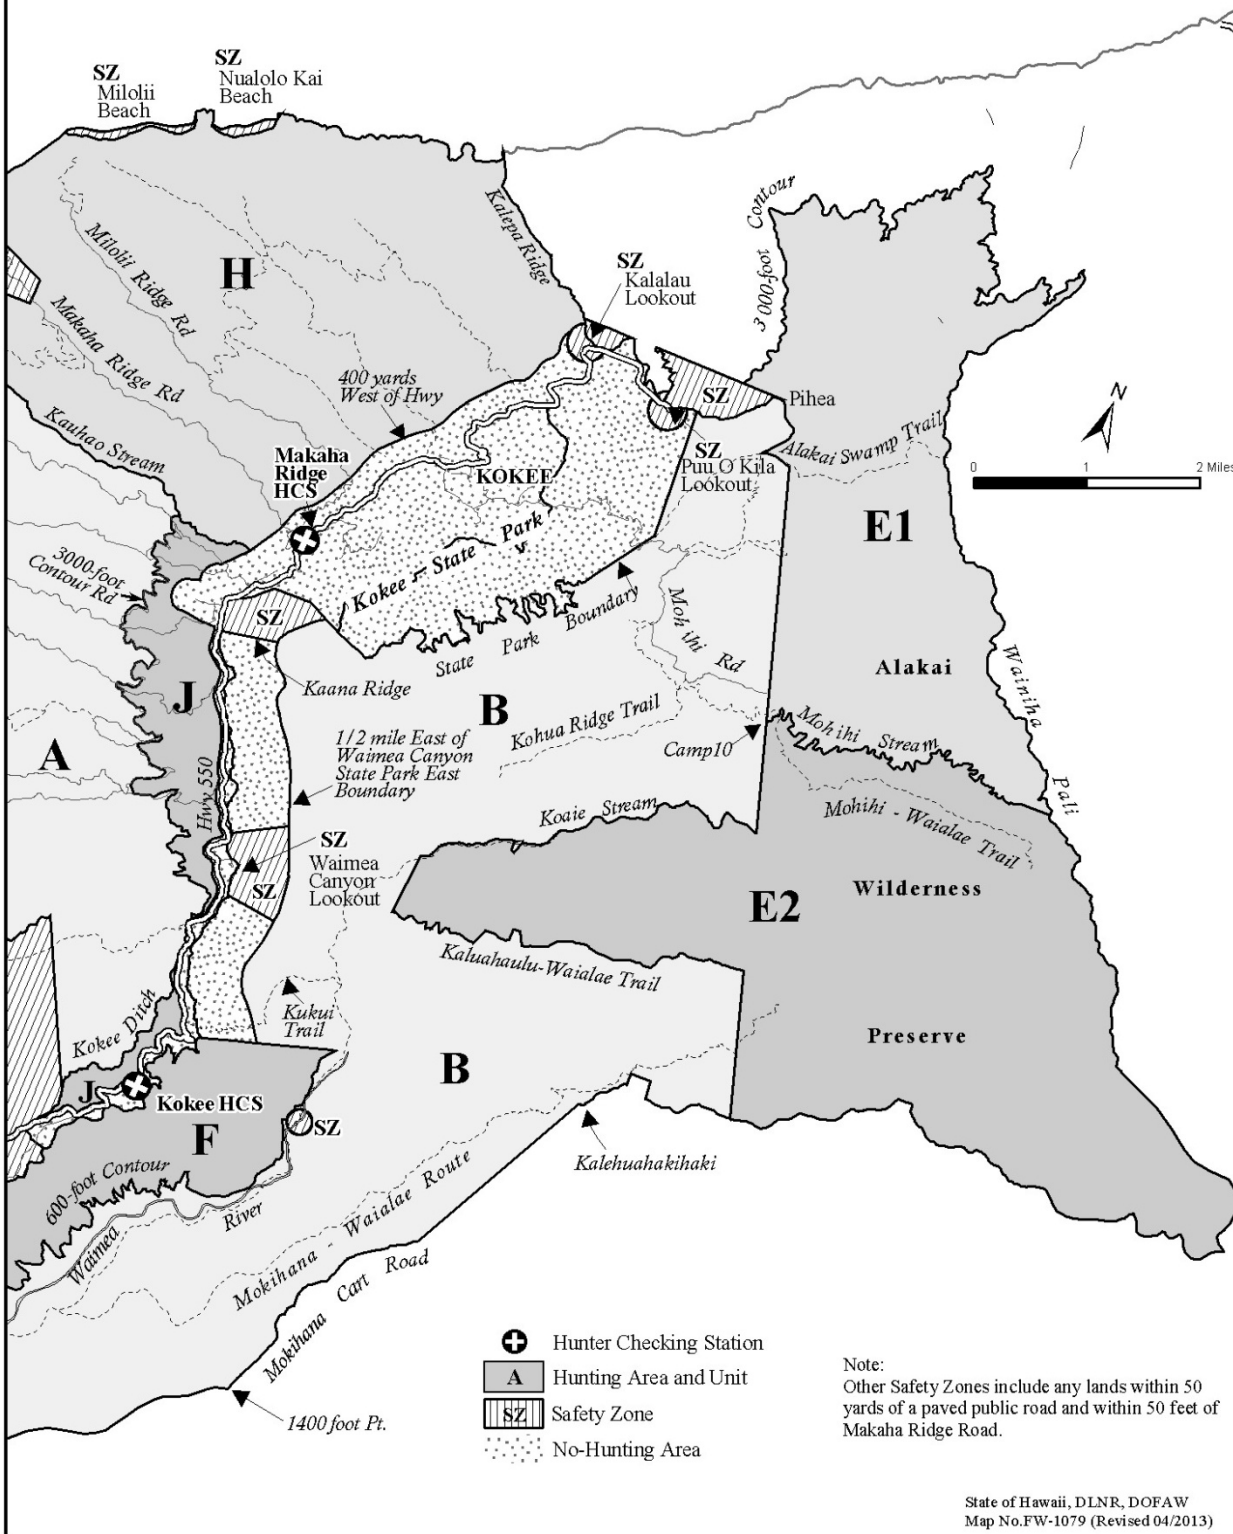 SZ
Milolii
Beach
SZ
Nualolo Kai
Beach
Kalepa Ridge
3000-foot Contour
H
Milolii Ridge Rd
Makaha Ridge Rd
Kauhao Stream
SZ
Kalalau
Lookout
400 yards
West of Hwy
SZ
Pihea
N
Makaha
Ridge
HCS
KOKEE
SZ
Puu O Kila
Lookout
Alakai Swamp Trail
0 1 2 Miles
E1
3000-foot
Contour Rd
Kokee - State - Park
SZ
State Park Boundary
Mohihi Rd
Wainiha Pali
Alakai
J
Kaana Ridge
B
Kohua Ridge Trail
Camp10
Mohihi Stream
A
Hwy 550
1/2 mile East of
Waimea Canyon
State Park East
Boundary
Koaie Stream
Mohihi - Waialae Trail
SZ
Waimea
Canyon
Lookout
SZ
E2
Wilderness
Kaluahaulu-Waialae Trail
Kukui
Trail
Kokee Ditch
Preserve
B
J
Kokee HCS
F
SZ
Kalehuahakihaki
600-foot Contour
Waimea River
Mokihana - Waialae Route
Mokihana Cart Road
1400 foot Pt.
Hunter Checking Station
A Hunting Area and Unit
SZ Safety Zone
No-Hunting Area
Note:
Other Safety Zones include any lands within 50
yards of a paved public road and within 50 feet of
Makaha Ridge Road.
State of Hawaii, DLNR, DOFAW
Map No.FW-1079 (Revised 04/2013)